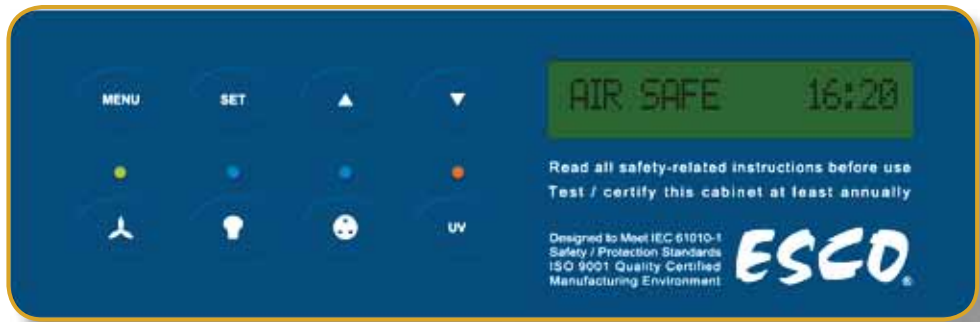 MENU SET ▲ ▼
UV
AIR SAFE 16:20
Read all safety-related instructions before use
Test / certify this cabinet at least annually
Designed to Meet IEC 61010-1
Safety / Protection Standards
ISO 9001 Quality Certified
Manufacturing Environment
ESCO®